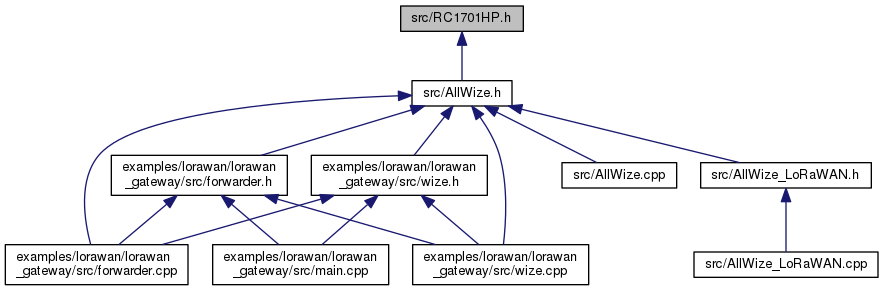 src/RC1701HP.h
src/AllWize.h
examples/lorawan/lorawan
_gateway/src/forwarder.h
examples/lorawan/lorawan
_gateway/src/wize.h
src/AllWize.cpp
src/AllWize_LoRaWAN.h
examples/lorawan/lorawan
_gateway/src/forwarder.cpp
examples/lorawan/lorawan
_gateway/src/main.cpp
examples/lorawan/lorawan
_gateway/src/wize.cpp
src/AllWize_LoRaWAN.cpp